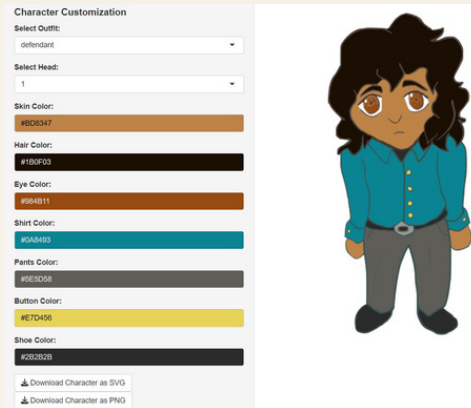 Character Customization
Select Outfit:
defendant
Select Head:
1
Skin Color:
#BD8347
Hair Color:
#1B0F03
Eye Color:
#984B11
Shirt Color:
#0A8493
Pants Color:
#5E5D58
Button Color:
#E7D456
Shoe Color:
#2B2B2B
Download Character as SVG
Download Character as PNG